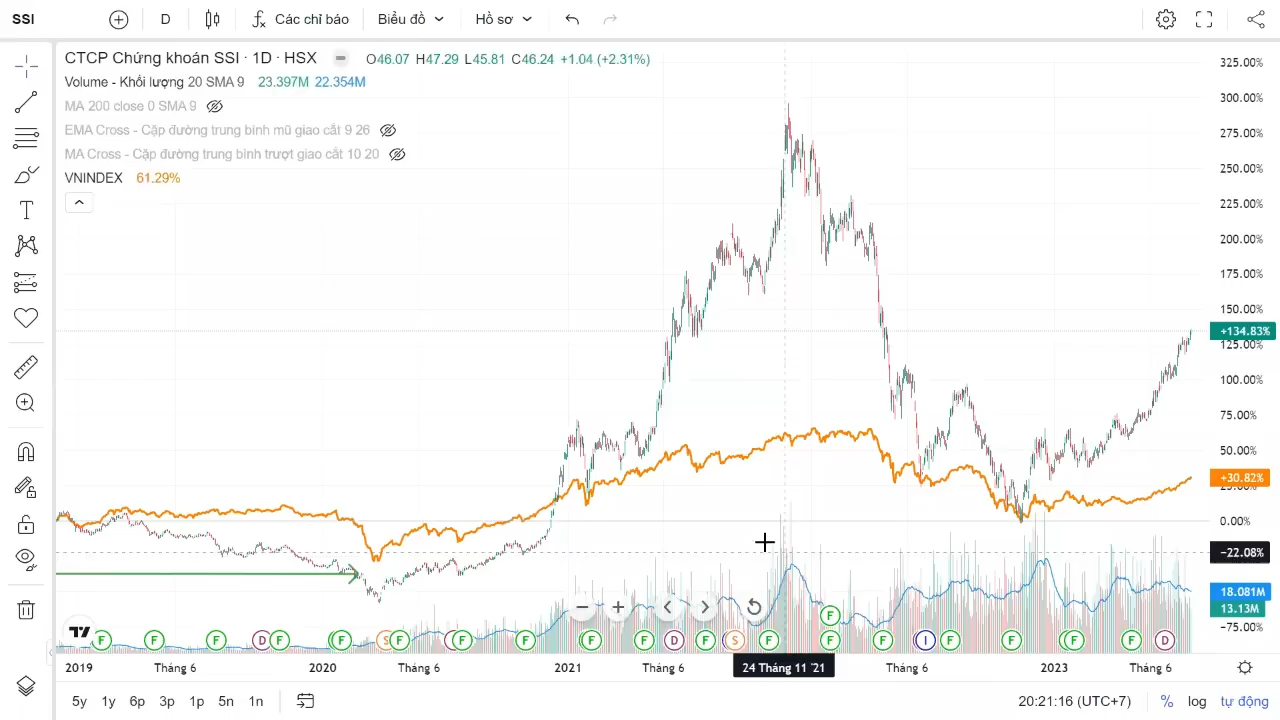 SSI D Các chỉ báo Biểu đồ Hồ sơ
CTCP Chứng khoán SSI · 1D · HSX O46.07 H47.29 L45.81 C46.24 +1.04 (+2.31%)
Volume - Khối lượng 20 SMA 9 23.397M 22.354M
MA 200 close 0 SMA 9
EMA Cross - Cặp đường trung bình mũ giao cắt 9 26
MA Cross - Cặp đường trung bình trượt giao cắt 10 20
VNINDEX 61.29%
325.00%
300.00%
275.00%
250.00%
225.00%
200.00%
175.00%
150.00%
+134.83%
125.00%
100.00%
75.00%
50.00%
+30.82%
25.00%
0.00%
−22.08%
18.081M
13.13M
−75.00%
F F F D F F S F F F F F D F S F F F F I F F F F D
2019 Tháng 6 2020 Tháng 6 2021 Tháng 6 24 Tháng 11 '21 Tháng 6 2023 Tháng 6
5y 1y 6p 3p 1p 5n 1n 20:21:16 (UTC+7) % log tự động